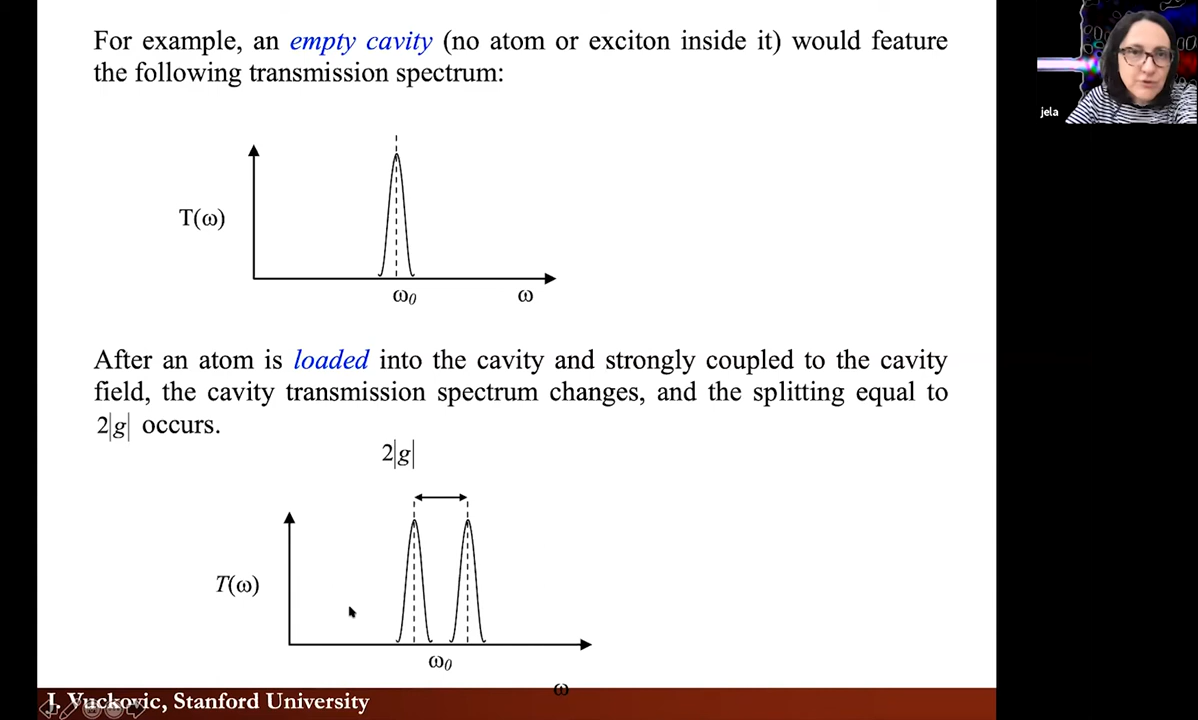 For example, an empty cavity (no atom or exciton inside it) would feature
the following transmission spectrum:
jela
T(ω)
ω0
ω
After an atom is loaded into the cavity and strongly coupled to the cavity
field, the cavity transmission spectrum changes, and the splitting equal to
2|g| occurs.
2|g|
T(ω)
ω0
ω
J. Vuckovic, Stanford University